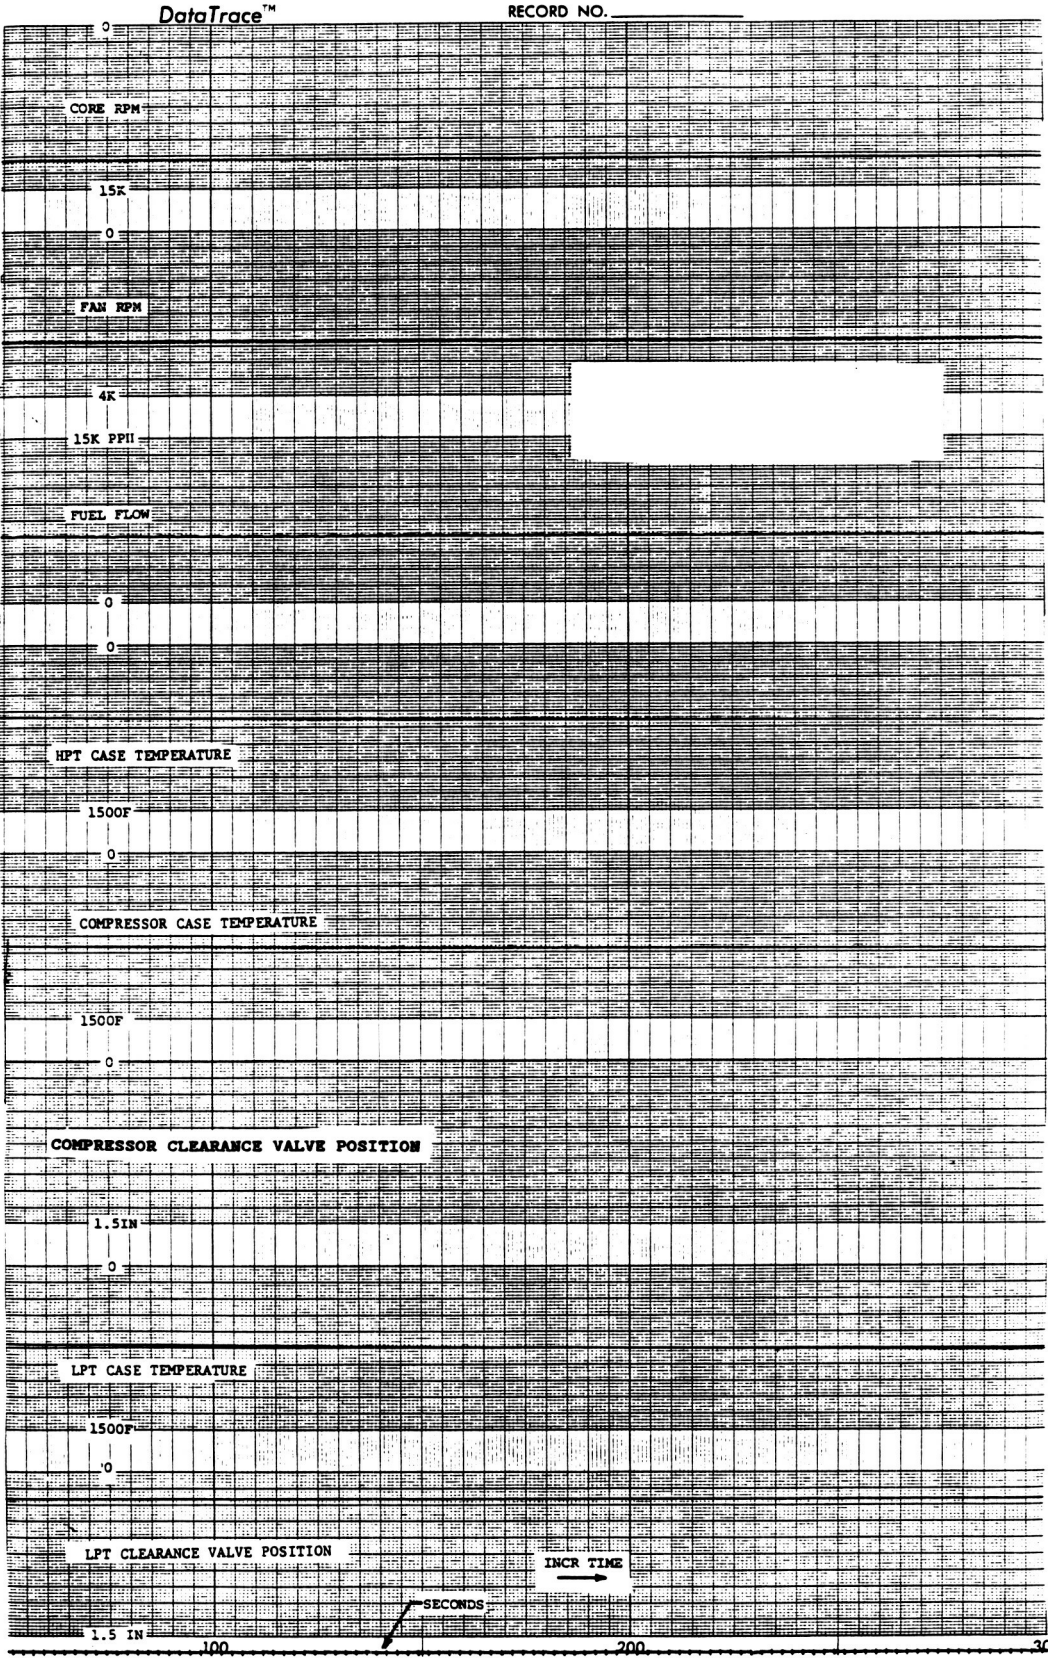 DataTrace™
RECORD NO.
0
CORE RPM
15K
0
FAN RPM
4K
15K PPH
FUEL FLOW
0
0
HPT CASE TEMPERATURE
1500F
0
COMPRESSOR CASE TEMPERATURE
1500F
0
COMPRESSOR CLEARANCE VALVE POSITION
1.5IN
0
LPT CASE TEMPERATURE
1500F
0
LPT CLEARANCE VALVE POSITION
INCR TIME
SECONDS
1.5 IN
100
200
30